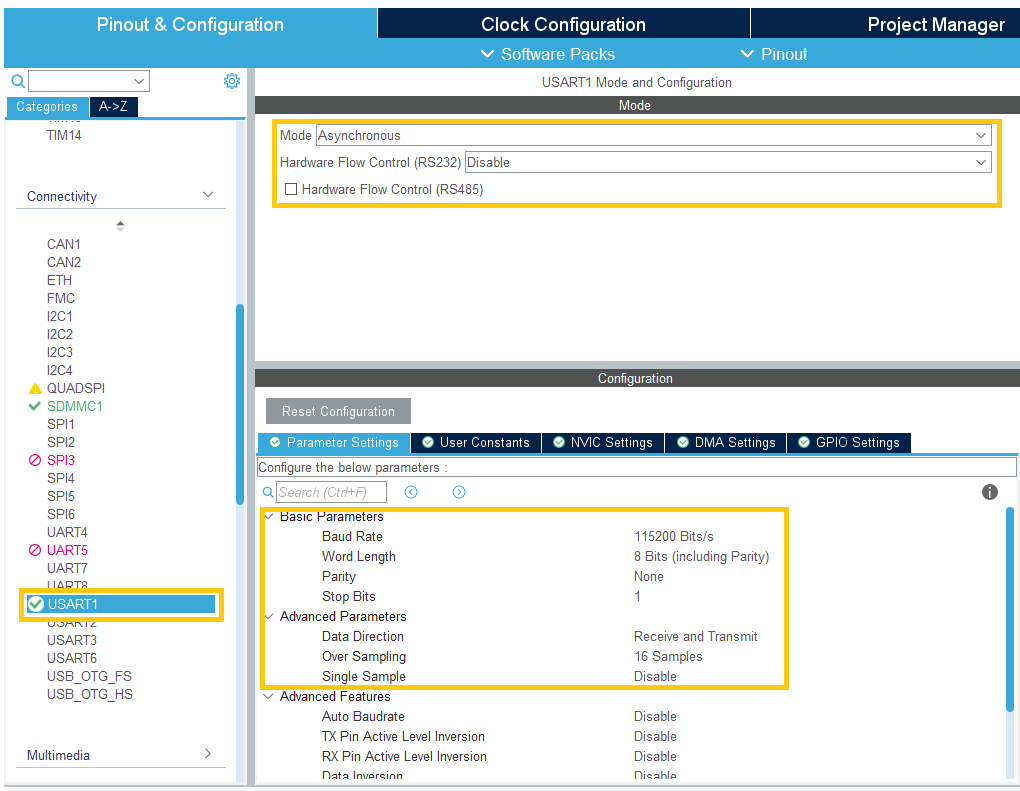 Pinout & Configuration
Clock Configuration
Project Manager
Software Packs
Pinout
Categories
A->Z
TIM14
Connectivity
CAN1
CAN2
ETH
FMC
I2C1
I2C2
I2C3
I2C4
QUADSPI
SDMMC1
SPI1
SPI2
SPI3
SPI4
SPI5
SPI6
UART4
UART5
UART7
UART8
USART1
USART2
USART3
USART6
USB_OTG_FS
USB_OTG_HS
Multimedia
USART1 Mode and Configuration
Mode
Mode Asynchronous
Hardware Flow Control (RS232) Disable
Hardware Flow Control (RS485)
Configuration
Reset Configuration
Parameter Settings
User Constants
NVIC Settings
DMA Settings
GPIO Settings
Configure the below parameters :
Search (Ctrl+F)
Basic Parameters
Baud Rate 115200 Bits/s
Word Length 8 Bits (including Parity)
Parity None
Stop Bits 1
Advanced Parameters
Data Direction Receive and Transmit
Over Sampling 16 Samples
Single Sample Disable
Advanced Features
Auto Baudrate Disable
TX Pin Active Level Inversion Disable
RX Pin Active Level Inversion Disable
Data Inversion Disable